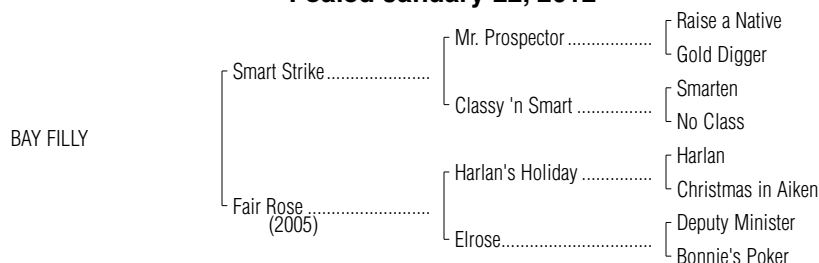 Foaled January 22, 2012
Raise a Native
Mr. Prospector
Gold Digger
Smart Strike
Smarten
Classy 'n Smart
No Class
BAY FILLY
Harlan
Harlan's Holiday
Christmas in Aiken
Fair Rose
(2005)
Deputy Minister
Elrose
Bonnie's Poker